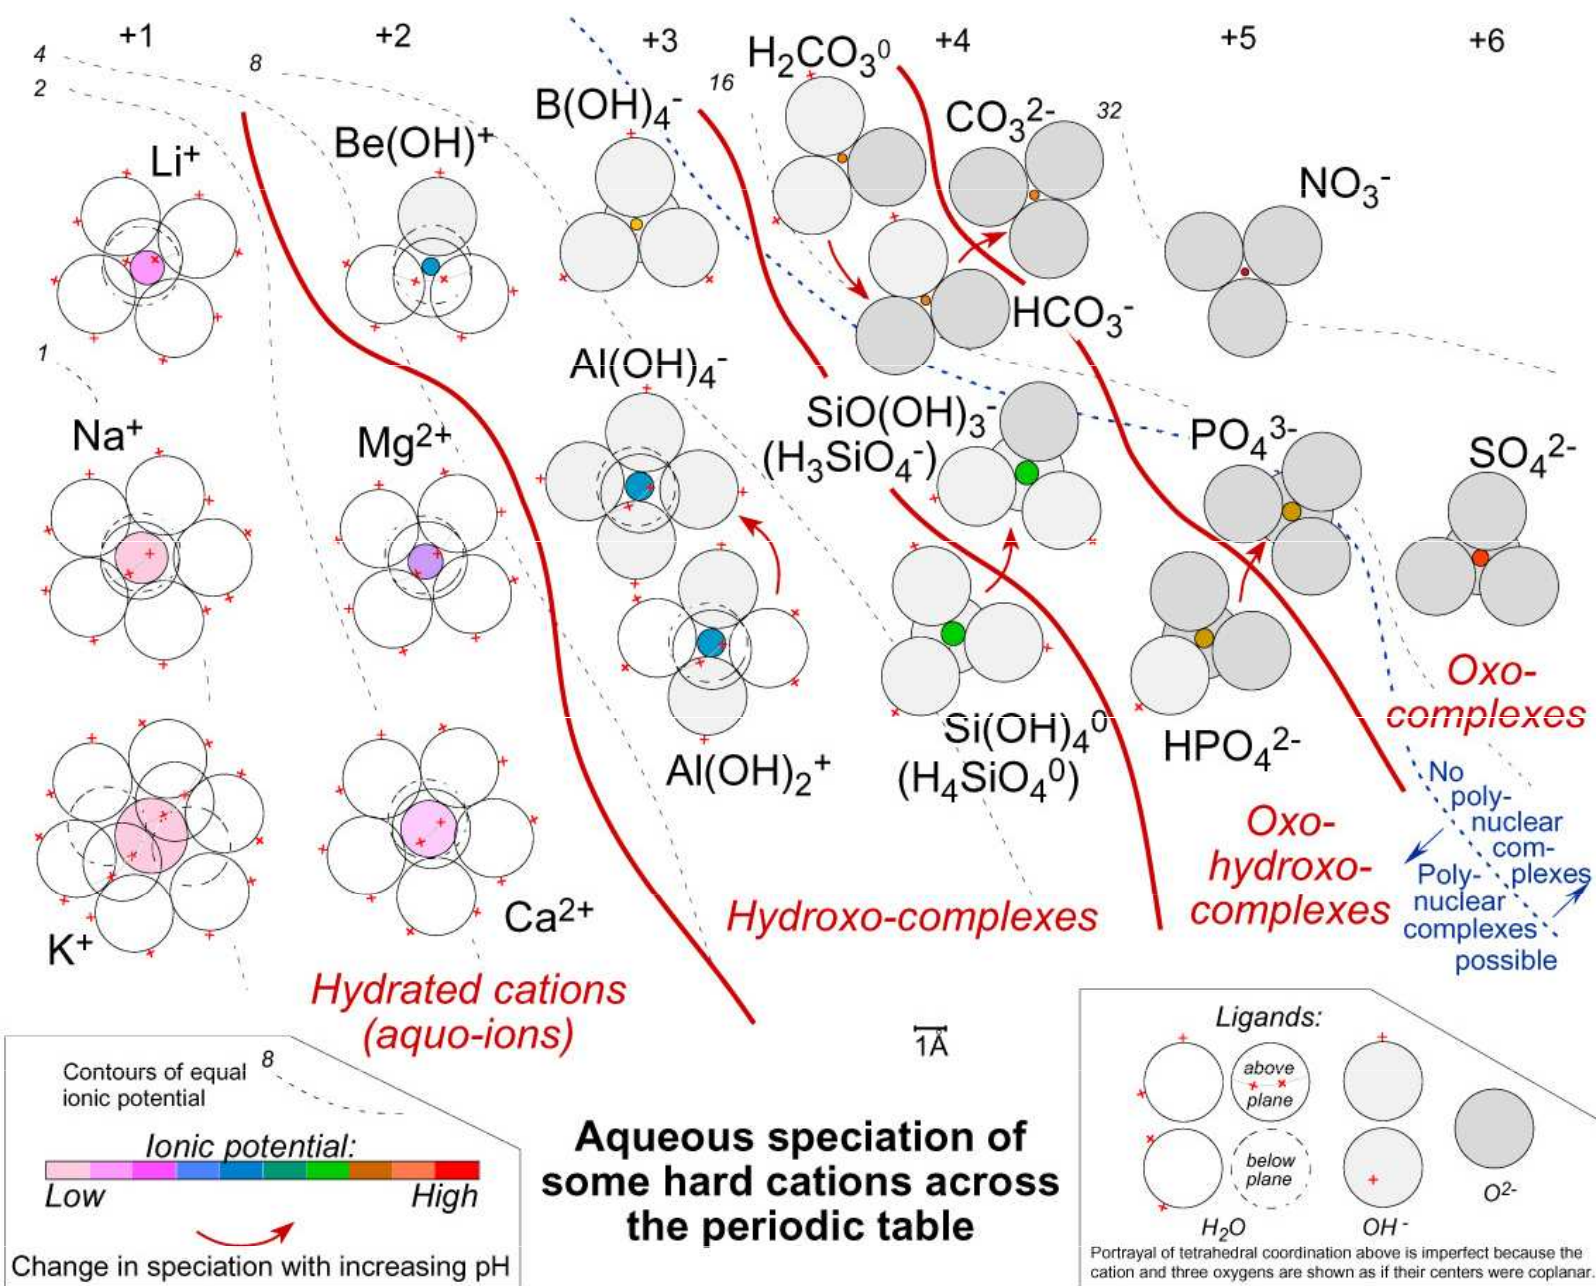 +1 +2 +3 +4 +5 +6
4
2
8
16
32
1
Li⁺
Be(OH)⁺
B(OH)₄⁻
H₂CO₃⁰
CO₃²⁻
HCO₃⁻
NO₃⁻
Na⁺
Mg²⁺
Al(OH)₄⁻
Al(OH)₂⁺
SiO(OH)₃⁻
(H₃SiO₄⁻)
Si(OH)₄⁰
(H₄SiO₄⁰)
PO₄³⁻
HPO₄²⁻
SO₄²⁻
K⁺
Ca²⁺
Hydrated cations
(aquo-ions)
Hydroxo-complexes
Oxo-
hydroxo-
complexes
Oxo-
complexes
No
poly-
nuclear
com-
plexes
Poly-
nuclear
complexes
possible
1Å
Contours of equal
ionic potential
8
Ionic potential:
Low High
Change in speciation with increasing pH
Aqueous speciation of
some hard cations across
the periodic table
Ligands:
above
plane
below
plane
H₂O OH⁻ O²⁻
Portrayal of tetrahedral coordination above is imperfect because the
cation and three oxygens are shown as if their centers were coplanar.